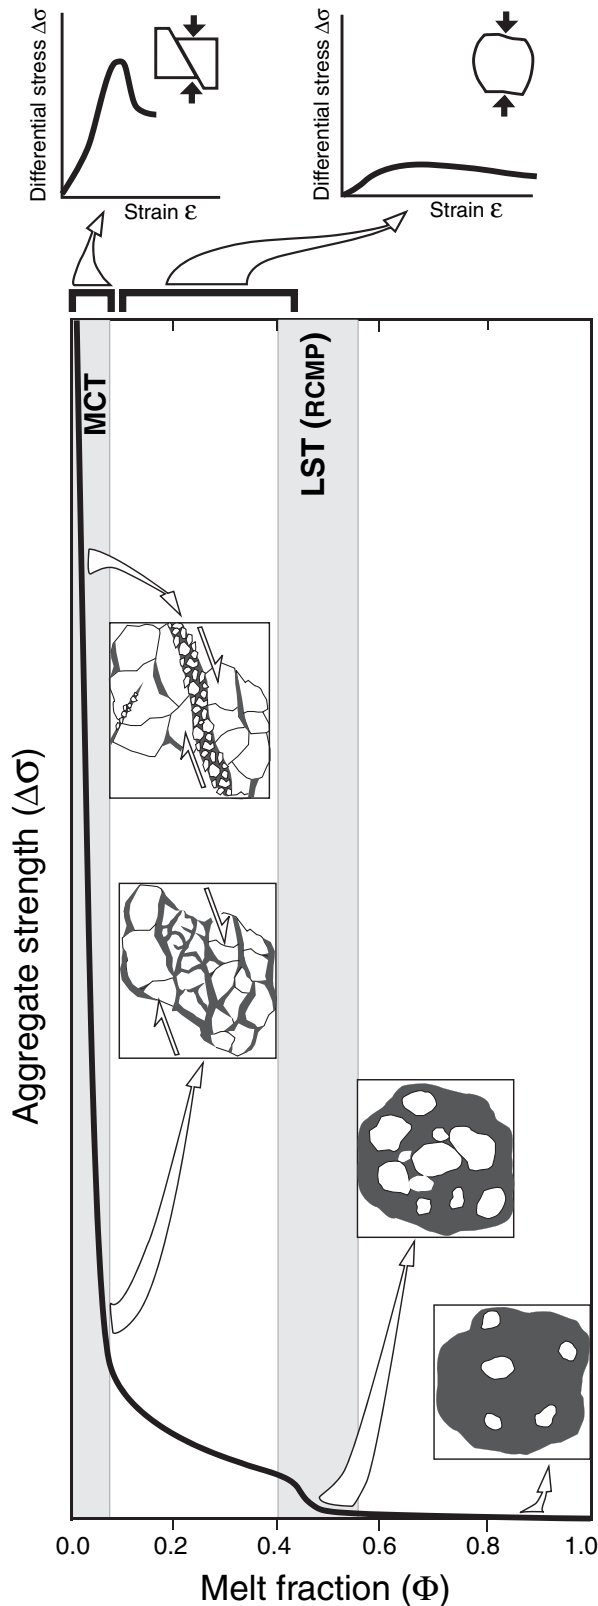 Differential stress Δσ
Strain ε
Differential stress Δσ
Strain ε
MCT
LST (RCMP)
Aggregate strength (Δσ)
0.0 0.2 0.4 0.6 0.8 1.0
Melt fraction (Φ)